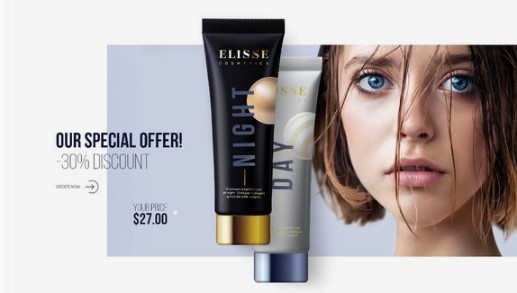 ELISSE
COSMETICS
NIGHT
SSE
DAY
OUR SPECIAL OFFER!
-30% DISCOUNT
ORDER NOW
YOUR PRICE
$27.00